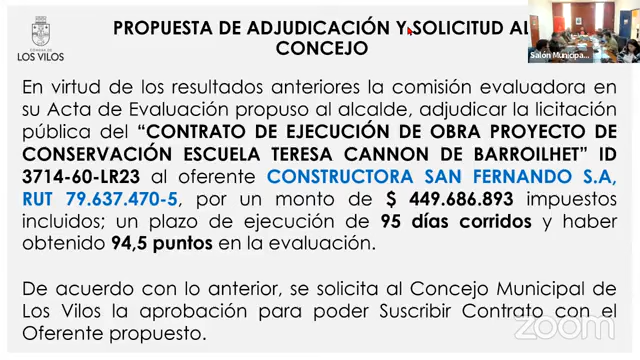 PROPUESTA DE ADJUDICACIÓN Y SOLICITUD AL
CONCEJO
LOS VILOS
Salón Municipa...
En virtud de los resultados anteriores la comisión evaluadora en
su Acta de Evaluación propuso al alcalde, adjudicar la licitación
pública del “CONTRATO DE EJECUCIÓN DE OBRA PROYECTO DE
CONSERVACIÓN ESCUELA TERESA CANNON DE BARROILHET” ID
3714-60-LR23 al oferente CONSTRUCTORA SAN FERNANDO S.A,
RUT 79.637.470-5, por un monto de $ 449.686.893 impuestos
incluidos; un plazo de ejecución de 95 días corridos y haber
obtenido 94,5 puntos en la evaluación.
De acuerdo con lo anterior, se solicita al Concejo Municipal de
Los Vilos la aprobación para poder Suscribir Contrato con el
Oferente propuesto.
zoom